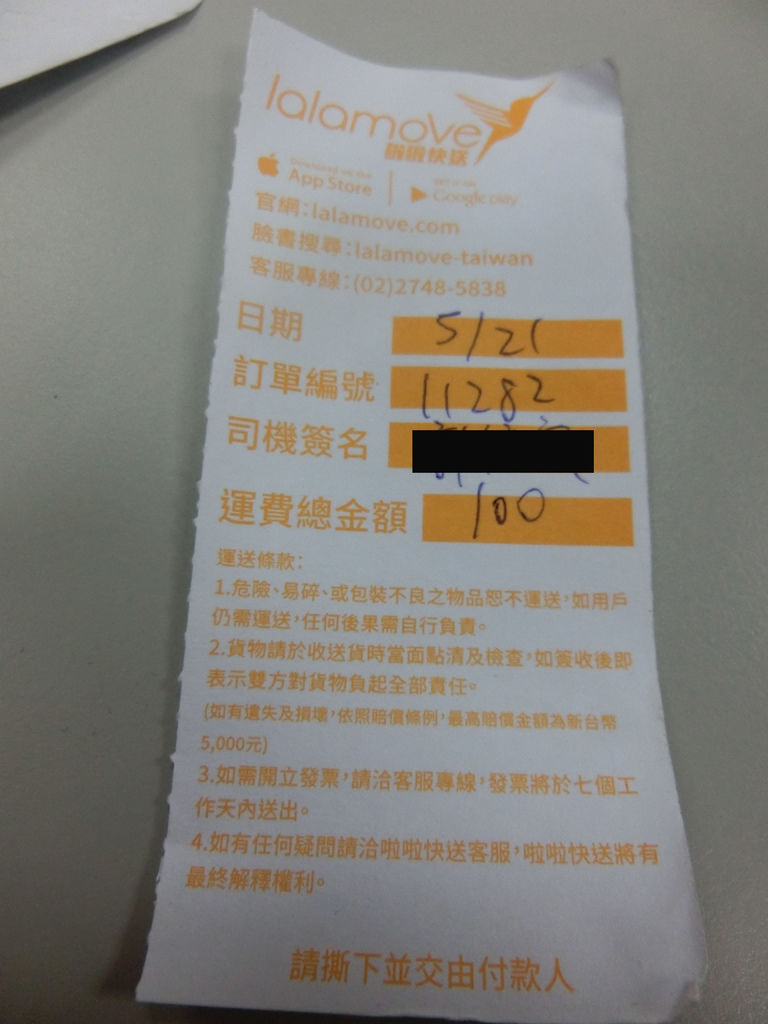 lalamove
啦啦快送
Download on the
App Store
GET IT ON
Google play
官網:lalamove.com
臉書搜尋:lalamove-taiwan
客服專線:(02)2748-5838
日期 5/21
訂單編號 11282
司機簽名
運費總金額 100
運送條款:
1.危險、易碎、或包裝不良之物品恕不運送,如用戶
仍需運送,任何後果需自行負責。
2.貨物請於收送貨時當面點清及檢查,如簽收後即
表示雙方對貨物負起全部責任。
(如有遺失及損壞,依照賠償條例,最高賠償金額為新台幣
5,000元)
3.如需開立發票,請洽客服專線,發票將於七個工
作天內送出。
4.如有任何疑問請洽啦啦快送客服,啦啦快送將有
最終解釋權利。
請撕下並交由付款人